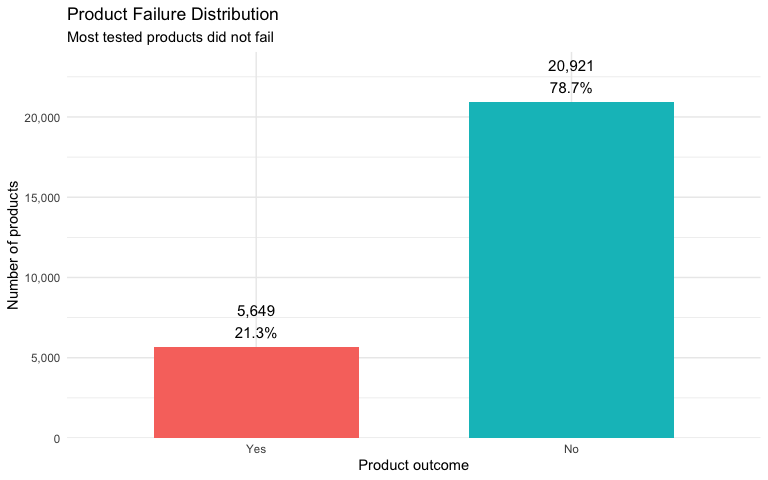 Product Failure Distribution
Most tested products did not fail
20,921
78.7%
20,000
15,000
Number of products
10,000
5,649
21.3%
5,000
0
Yes
No
Product outcome